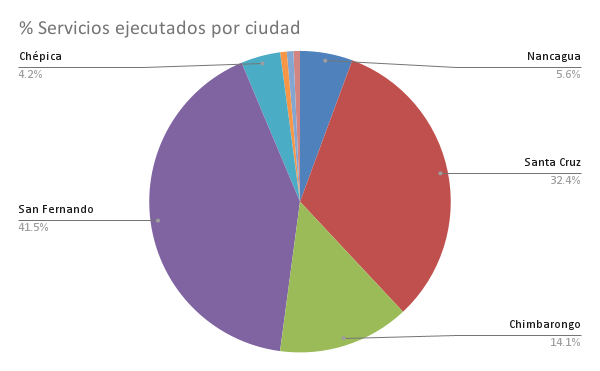 % Servicios ejecutados por ciudad
Chépica
4.2%
Nancagua
5.6%
Santa Cruz
32.4%
San Fernando
41.5%
Chimbarongo
14.1%